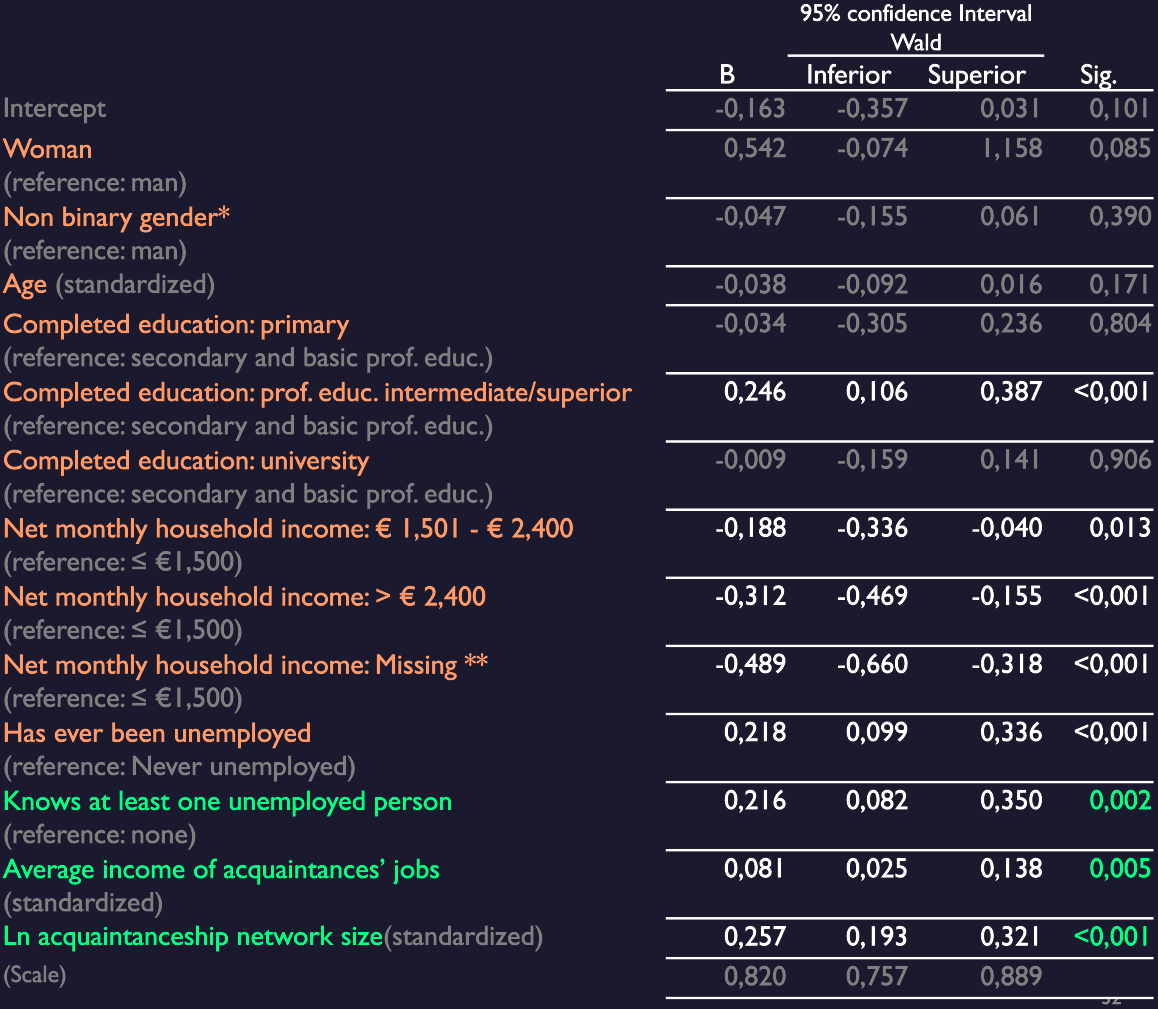 95% confidence Interval
Wald
B Inferior Superior Sig.
Intercept -0,163 -0,357 0,031 0,101
Woman 0,542 -0,074 1,158 0,085
(reference: man)
Non binary gender* -0,047 -0,155 0,061 0,390
(reference: man)
Age (standardized) -0,038 -0,092 0,016 0,171
Completed education: primary -0,034 -0,305 0,236 0,804
(reference: secondary and basic prof. educ.)
Completed education: prof. educ. intermediate/superior 0,246 0,106 0,387 <0,001
(reference: secondary and basic prof. educ.)
Completed education: university -0,009 -0,159 0,141 0,906
(reference: secondary and basic prof. educ.)
Net monthly household income: € 1,501 - € 2,400 -0,188 -0,336 -0,040 0,013
(reference: ≤ €1,500)
Net monthly household income: > € 2,400 -0,312 -0,469 -0,155 <0,001
(reference: ≤ €1,500)
Net monthly household income: Missing ** -0,489 -0,660 -0,318 <0,001
(reference: ≤ €1,500)
Has ever been unemployed 0,218 0,099 0,336 <0,001
(reference: Never unemployed)
Knows at least one unemployed person 0,216 0,082 0,350 0,002
(reference: none)
Average income of acquaintances’ jobs 0,081 0,025 0,138 0,005
(standardized)
Ln acquaintanceship network size(standardized) 0,257 0,193 0,321 <0,001
(Scale) 0,820 0,757 0,889